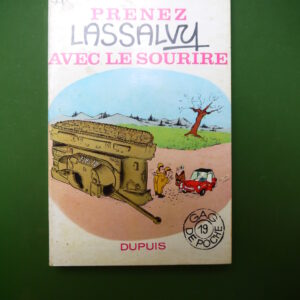 PRENEZ
LASSALVY
AVEC LE SOURIRE
GAG
DE POCHE
19
DUPUIS